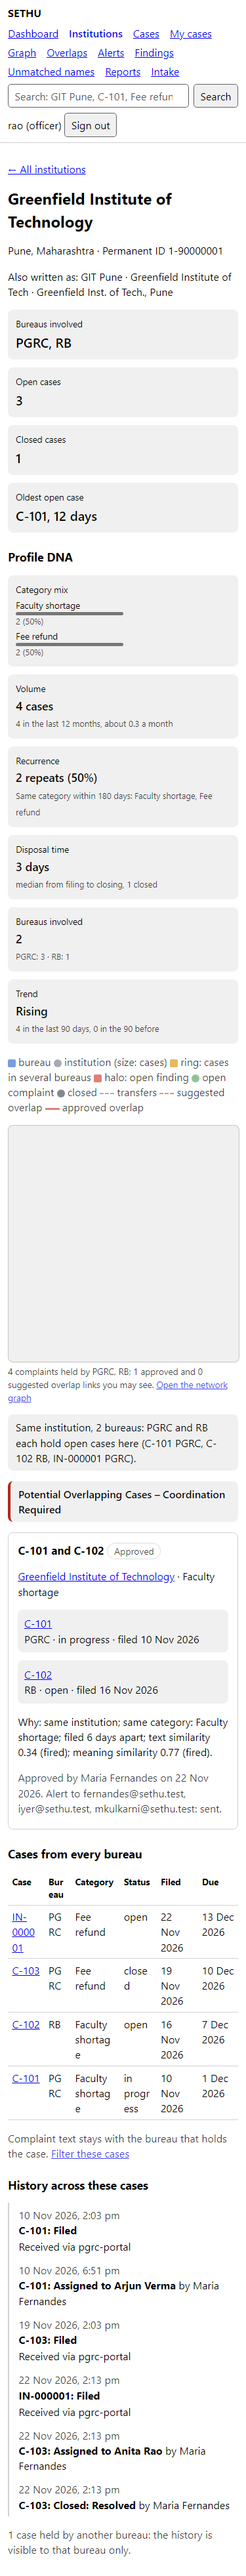 SETHU
Dashboard Institutions Cases My cases
Graph Overlaps Alerts Findings
Unmatched names Reports Intake
Search: GIT Pune, C-101, Fee refun Search
rao (officer) Sign out
← All institutions
Greenfield Institute of
Technology
Pune, Maharashtra · Permanent ID 1-90000001
Also written as: GIT Pune · Greenfield Institute of
Tech · Greenfield Inst. of Tech., Pune
Bureaus involved
PGRC, RB
Open cases
3
Closed cases
1
Oldest open case
C-101, 12 days
Profile DNA
Category mix
Faculty shortage
2 (50%)
Fee refund
2 (50%)
Volume
4 cases
4 in the last 12 months, about 0.3 a month
Recurrence
2 repeats (50%)
Same category within 180 days: Faculty shortage, Fee
refund
Disposal time
3 days
median from filing to closing, 1 closed
Bureaus involved
2
PGRC: 3 · RB: 1
Trend
Rising
4 in the last 90 days, 0 in the 90 before
bureau institution (size: cases) ring: cases
in several bureaus halo: open finding open
complaint closed --- transfers --- suggested
overlap — approved overlap
4 complaints held by PGRC, RB: 1 approved and 0
suggested overlap links you may see. Open the network
graph
Same institution, 2 bureaus: PGRC and RB
each hold open cases here (C-101 PGRC, C-
102 RB, IN-000001 PGRC).
Potential Overlapping Cases – Coordination
Required
C-101 and C-102 Approved
Greenfield Institute of Technology · Faculty
shortage
C-101
PGRC · in progress · filed 10 Nov 2026
C-102
RB · open · filed 16 Nov 2026
Why: same institution; same category: Faculty
shortage; filed 6 days apart; text similarity
0.34 (fired); meaning similarity 0.77 (fired).
Approved by Maria Fernandes on 22 Nov
2026. Alert to fernandes@sethu.test,
iyer@sethu.test, mkulkarni@sethu.test: sent.
Cases from every bureau
Case Bur Category Status Filed Due
eau
IN- PG Fee open 22 13 Dec
0000 RC refund Nov 2026
01 2026
C-103 PG Fee close 19 10 Dec
RC refund d Nov 2026
2026
C-102 RB Faculty open 16 7 Dec
shortag Nov 2026
e 2026
C-101 PG Faculty in 10 1 Dec
RC shortag progr Nov 2026
e ess 2026
Complaint text stays with the bureau that holds
the case. Filter these cases
History across these cases
10 Nov 2026, 2:03 pm
C-101: Filed
Received via pgrc-portal
10 Nov 2026, 6:51 pm
C-101: Assigned to Arjun Verma by Maria
Fernandes
19 Nov 2026, 2:03 pm
C-103: Filed
Received via pgrc-portal
22 Nov 2026, 2:13 pm
IN-000001: Filed
Received via pgrc-portal
22 Nov 2026, 2:13 pm
C-103: Assigned to Anita Rao by Maria
Fernandes
22 Nov 2026, 2:13 pm
C-103: Closed: Resolved by Maria Fernandes
1 case held by another bureau: the history is
visible to that bureau only.